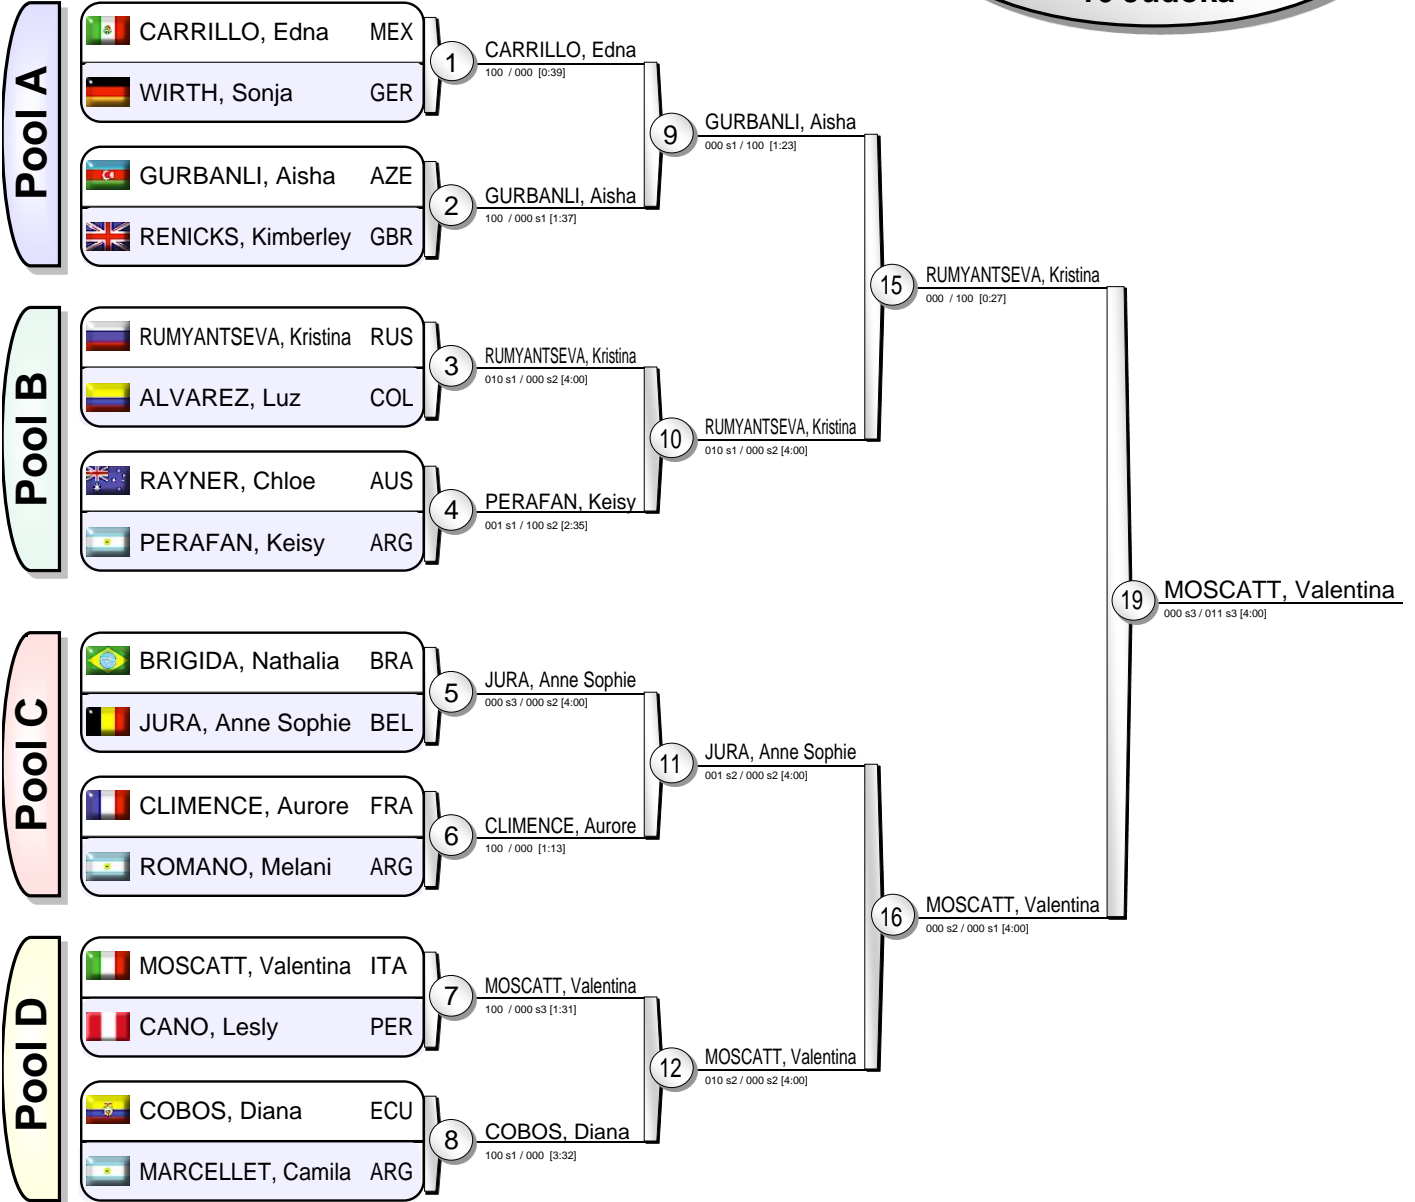 Pool A
CARRILLO, Edna MEX
WIRTH, Sonja GER
GURBANLI, Aisha AZE
RENICKS, Kimberley GBR
1
CARRILLO, Edna
100 / 000 [0:39]
2
GURBANLI, Aisha
100 / 000 s1 [1:37]
9
GURBANLI, Aisha
000 s1 / 100 [1:23]
Pool B
RUMYANTSEVA, Kristina RUS
ALVAREZ, Luz COL
RAYNER, Chloe AUS
PERAFAN, Keisy ARG
3
RUMYANTSEVA, Kristina
010 s1 / 000 s2 [4:00]
4
PERAFAN, Keisy
001 s1 / 100 s2 [2:35]
10
RUMYANTSEVA, Kristina
010 s1 / 000 s2 [4:00]
15
RUMYANTSEVA, Kristina
000 / 100 [0:27]
Pool C
BRIGIDA, Nathalia BRA
JURA, Anne Sophie BEL
CLIMENCE, Aurore FRA
ROMANO, Melani ARG
5
JURA, Anne Sophie
000 s3 / 000 s2 [4:00]
6
CLIMENCE, Aurore
100 / 000 [1:13]
11
JURA, Anne Sophie
001 s2 / 000 s2 [4:00]
Pool D
MOSCATT, Valentina ITA
CANO, Lesly PER
COBOS, Diana ECU
MARCELLET, Camila ARG
7
MOSCATT, Valentina
100 / 000 s3 [1:31]
8
COBOS, Diana
100 s1 / 000 [3:32]
12
MOSCATT, Valentina
010 s2 / 000 s2 [4:00]
16
MOSCATT, Valentina
000 s2 / 000 s1 [4:00]
19
MOSCATT, Valentina
000 s3 / 011 s3 [4:00]